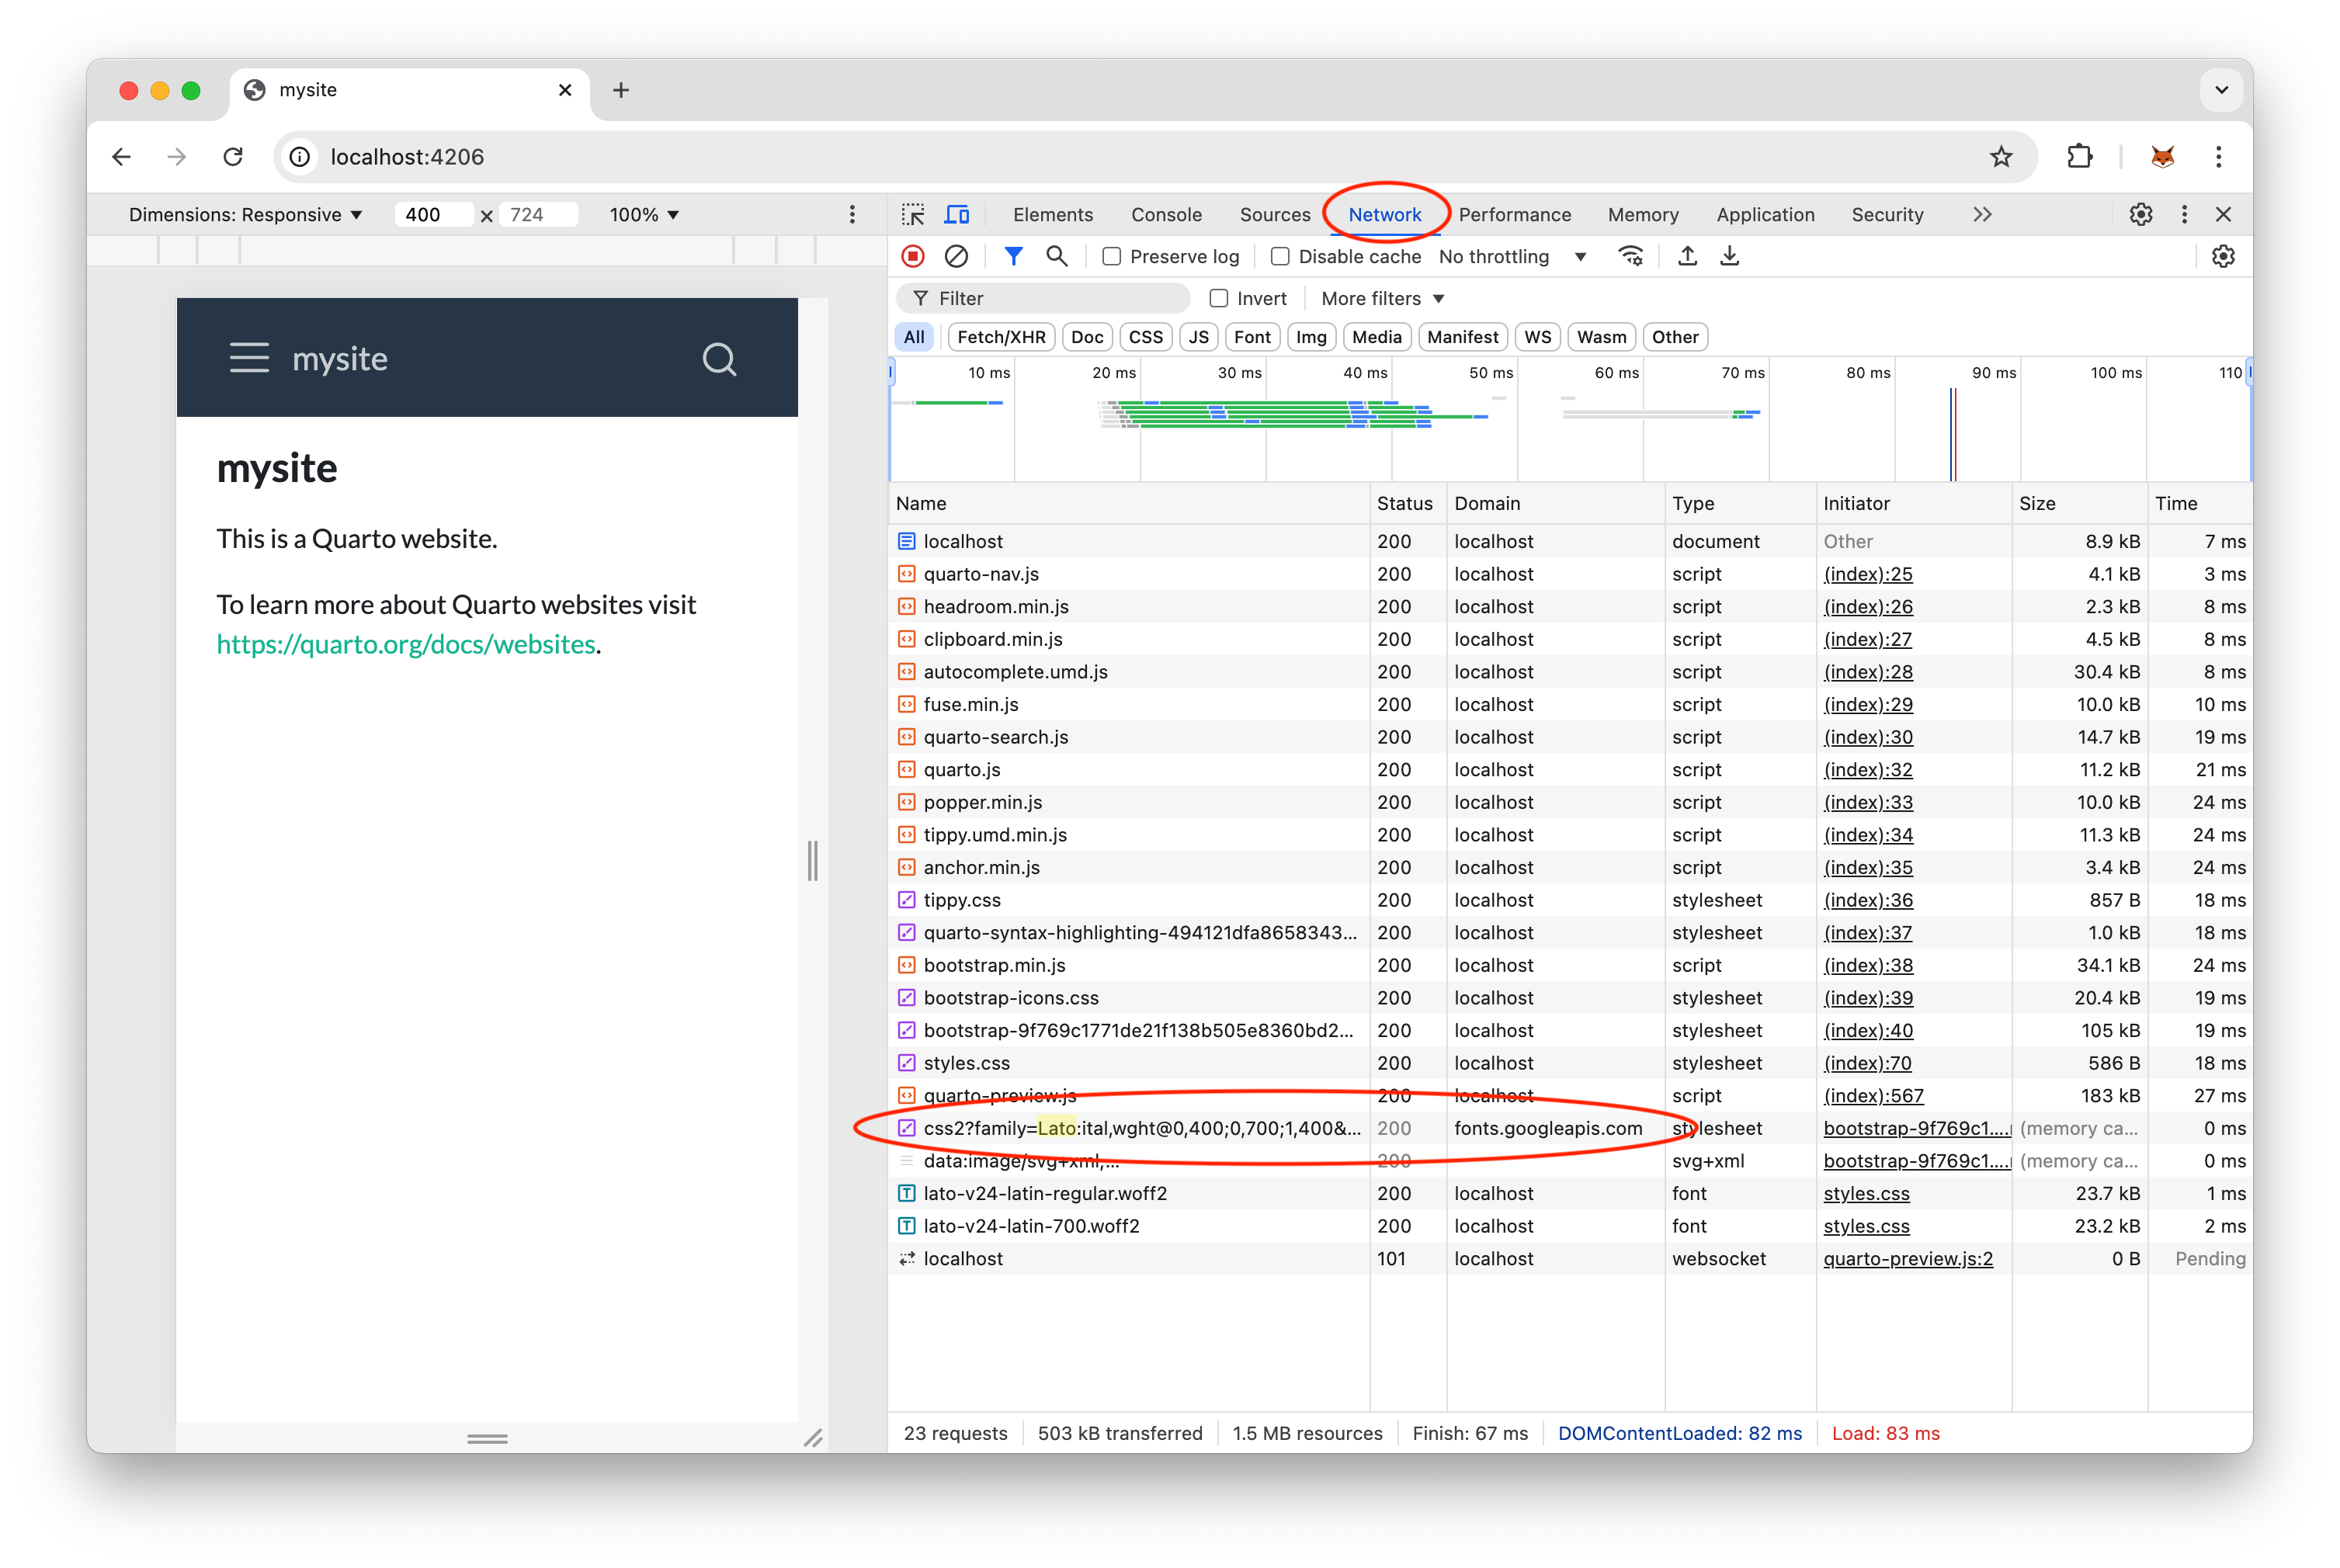 mysite
localhost:4206
Dimensions: Responsive 400 × 724 100%
mysite
mysite
This is a Quarto website.
To learn more about Quarto websites visit
https://quarto.org/docs/websites.
Elements Console Sources Network Performance Memory Application Security
Preserve log Disable cache No throttling
Filter Invert More filters
All Fetch/XHR Doc CSS JS Font Img Media Manifest WS Wasm Other
10 ms 20 ms 30 ms 40 ms 50 ms 60 ms 70 ms 80 ms 90 ms 100 ms 110
Name Status Domain Type Initiator Size Time
localhost 200 localhost document Other 8.9 kB 7 ms
quarto-nav.js 200 localhost script (index):25 4.1 kB 3 ms
headroom.min.js 200 localhost script (index):26 2.3 kB 8 ms
clipboard.min.js 200 localhost script (index):27 4.5 kB 8 ms
autocomplete.umd.js 200 localhost script (index):28 30.4 kB 8 ms
fuse.min.js 200 localhost script (index):29 10.0 kB 10 ms
quarto-search.js 200 localhost script (index):30 14.7 kB 19 ms
quarto.js 200 localhost script (index):32 11.2 kB 21 ms
popper.min.js 200 localhost script (index):33 10.0 kB 24 ms
tippy.umd.min.js 200 localhost script (index):34 11.3 kB 24 ms
anchor.min.js 200 localhost script (index):35 3.4 kB 24 ms
tippy.css 200 localhost stylesheet (index):36 857 B 18 ms
quarto-syntax-highlighting-494121dfa8658343... 200 localhost stylesheet (index):37 1.0 kB 18 ms
bootstrap.min.js 200 localhost script (index):38 34.1 kB 24 ms
bootstrap-icons.css 200 localhost stylesheet (index):39 20.4 kB 19 ms
bootstrap-9f769c1771de21f138b505e8360bd2... 200 localhost stylesheet (index):40 105 kB 19 ms
styles.css 200 localhost stylesheet (index):70 586 B 18 ms
quarto-preview.js 200 localhost script (index):567 183 kB 27 ms
css2?family=Lato:ital,wght@0,400;0,700;1,400&... 200 fonts.googleapis.com stylesheet bootstrap-9f769c1.... (memory ca... 0 ms
data:image/svg+xml,... 200 svg+xml bootstrap-9f769c1.... (memory ca... 0 ms
lato-v24-latin-regular.woff2 200 localhost font styles.css 23.7 kB 1 ms
lato-v24-latin-700.woff2 200 localhost font styles.css 23.2 kB 2 ms
localhost 101 localhost websocket quarto-preview.js:2 0 B Pending
23 requests 503 kB transferred 1.5 MB resources Finish: 67 ms DOMContentLoaded: 82 ms Load: 83 ms